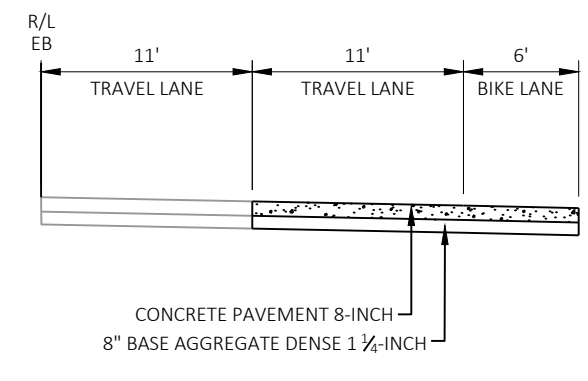 R/L
EB
11' 11' 6'
TRAVEL LANE TRAVEL LANE BIKE LANE
CONCRETE PAVEMENT 8-INCH
8" BASE AGGREGATE DENSE 1 1/4-INCH